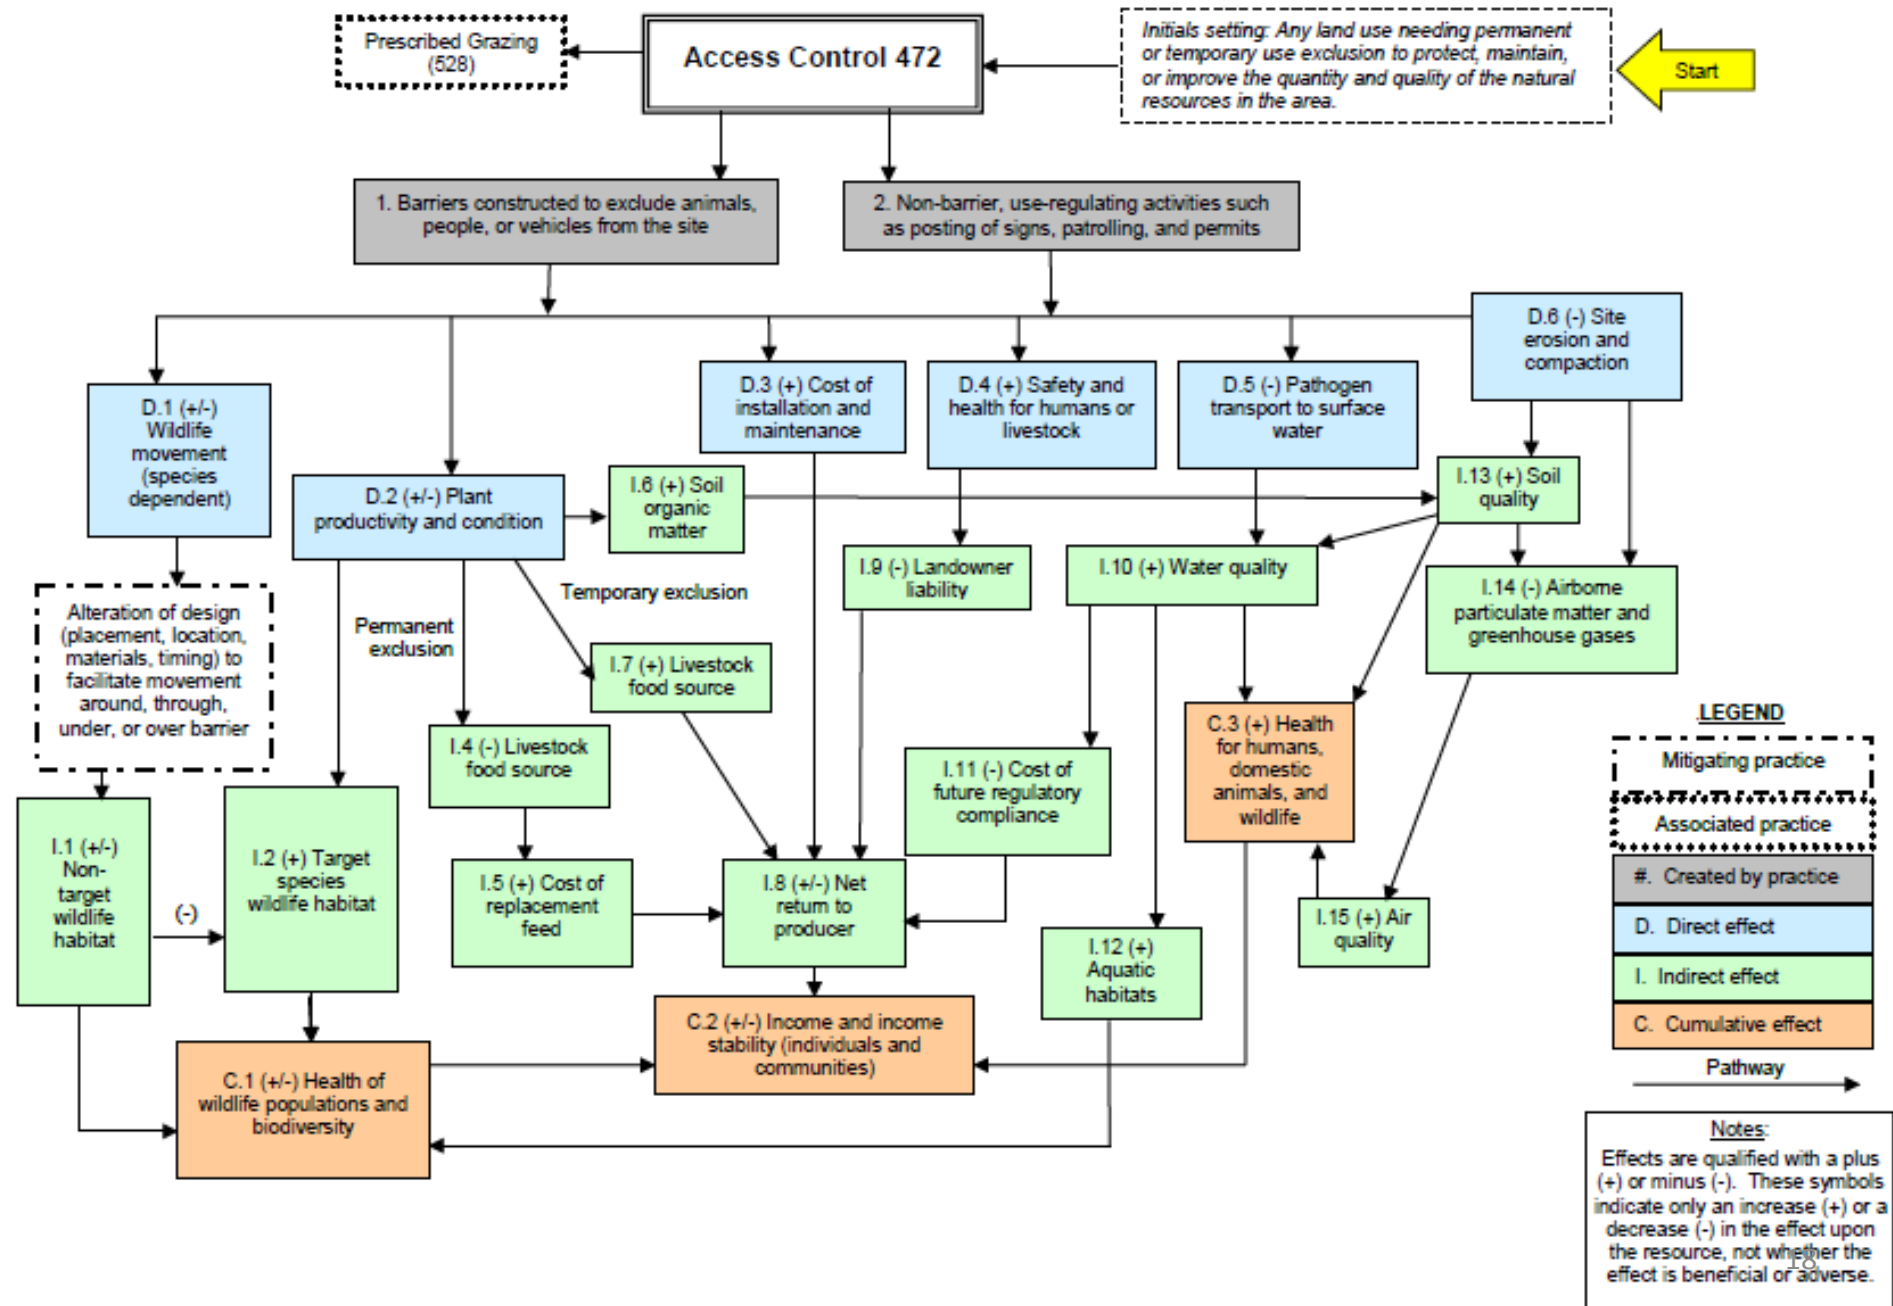 Prescribed Grazing
(528)
Access Control 472
Initials setting: Any land use needing permanent
or temporary use exclusion to protect, maintain,
or improve the quantity and quality of the natural
resources in the area.
Start
1. Barriers constructed to exclude animals,
people, or vehicles from the site
2. Non-barrier, use-regulating activities such
as posting of signs, patrolling, and permits
D.6 (-) Site
erosion and
compaction
D.1 (+/-)
Wildlife
movement
(species
dependent)
D.2 (+/-) Plant
productivity and condition
D.3 (+) Cost of
installation and
maintenance
D.4 (+) Safety and
health for humans or
livestock
D.5 (-) Pathogen
transport to surface
water
I.6 (+) Soil
organic
matter
I.13 (+) Soil
quality
I.9 (-) Landowner
liability
I.10 (+) Water quality
I.14 (-) Airborne
particulate matter and
greenhouse gases
Alteration of design
(placement, location,
materials, timing) to
facilitate movement
around, through,
under, or over barrier
Permanent
exclusion
Temporary exclusion
I.7 (+) Livestock
food source
I.4 (-) Livestock
food source
I.11 (-) Cost of
future regulatory
compliance
C.3 (+) Health
for humans,
domestic
animals, and
wildlife
I.1 (+/-)
Non-
target
wildlife
habitat
(-)
I.2 (+) Target
species
wildlife habitat
I.5 (+) Cost of
replacement
feed
I.8 (+/-) Net
return to
producer
I.12 (+)
Aquatic
habitats
I.15 (+) Air
quality
C.1 (+/-) Health of
wildlife populations and
biodiversity
C.2 (+/-) Income and income
stability (individuals and
communities)
.LEGEND
Mitigating practice
Associated practice
#. Created by practice
D. Direct effect
I. Indirect effect
C. Cumulative effect
Pathway
Notes:
Effects are qualified with a plus
(+) or minus (-). These symbols
indicate only an increase (+) or a
decrease (-) in the effect upon
the resource, not whether the
effect is beneficial or adverse.
18